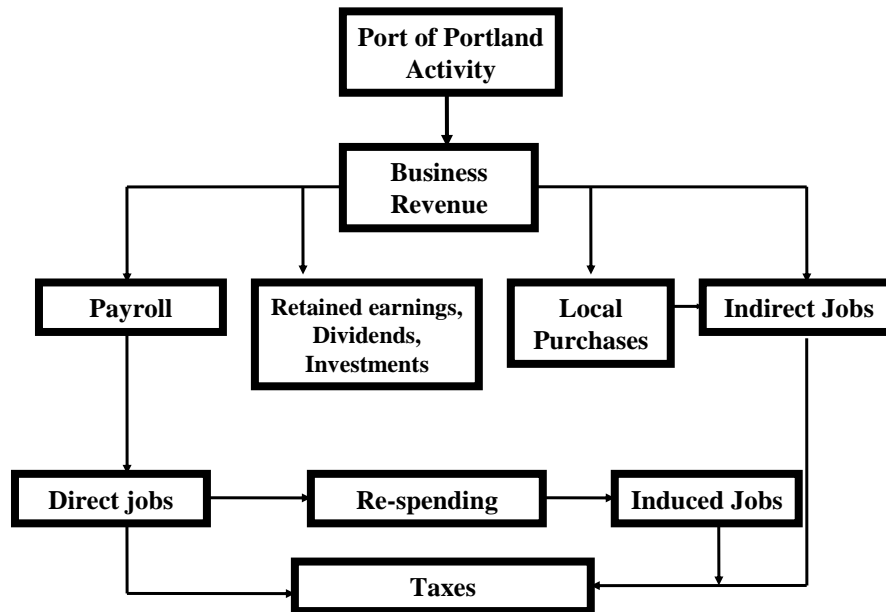 Port of Portland
Activity
Business
Revenue
Payroll
Retained earnings,
Dividends,
Investments
Local
Purchases
Indirect Jobs
Direct jobs
Re-spending
Induced Jobs
Taxes